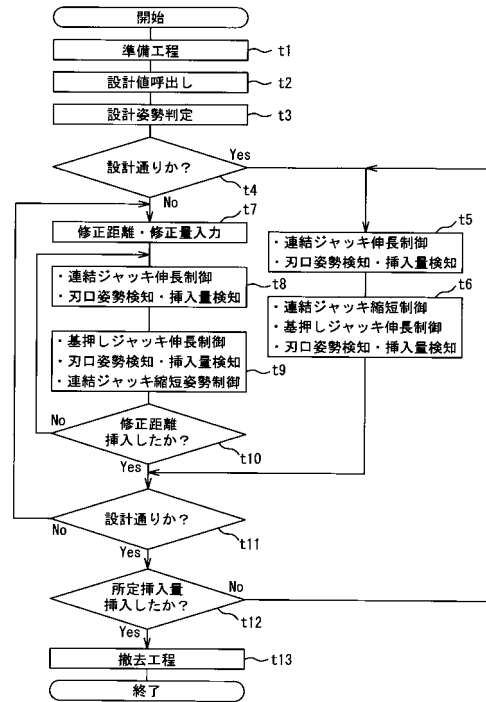 開始
準備工程
t1
設計値呼出し
t2
設計姿勢判定
t3
設計通りか？
Yes
t4
No
t7
修正距離・修正量入力
t5
・連結ジャッキ伸長制御
・刃口姿勢検知・挿入量検知
・連結ジャッキ伸長制御
・刃口姿勢検知・挿入量検知
t8
t6
・連結ジャッキ縮短制御
・基押しジャッキ伸長制御
・刃口姿勢検知・挿入量検知
・基押しジャッキ伸長制御
・刃口姿勢検知・挿入量検知
・連結ジャッキ縮短姿勢制御
t9
No
修正距離
挿入したか？
t10
Yes
設計通りか？
No
t11
Yes
所定挿入量
挿入したか？
No
t12
Yes
撤去工程
t13
終了